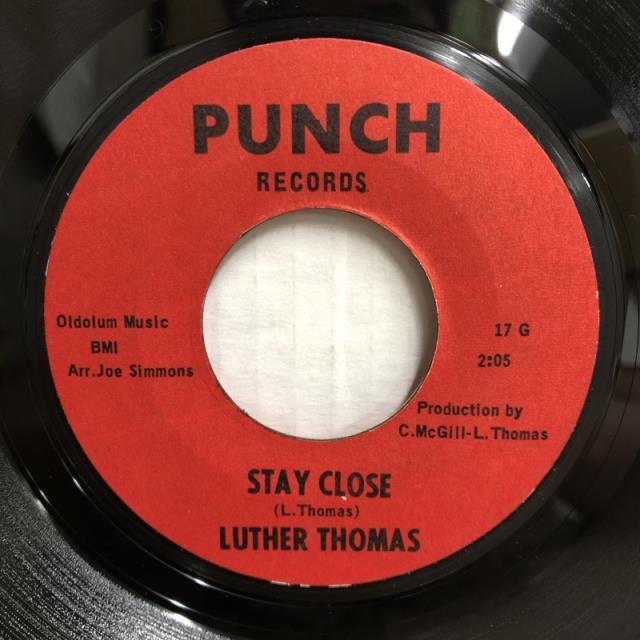 PUNCH
RECORDS
Oldolum Music
BMI
Arr.Joe Simmons
17 G
2:05
Production by
C.McGill-L.Thomas
STAY CLOSE
(L.Thomas)
LUTHER THOMAS